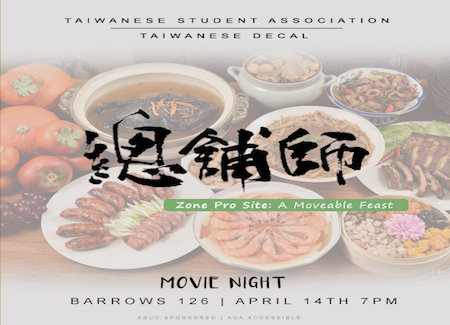 TAIWANESE STUDENT ASSOCIATION
TAIWANESE DECAL
總舖師
Zone Pro Site: A Moveable Feast
MOVIE NIGHT
BARROWS 126 | APRIL 14TH 7PM
ASUC SPONSORED | ADA ACCESSIBLE